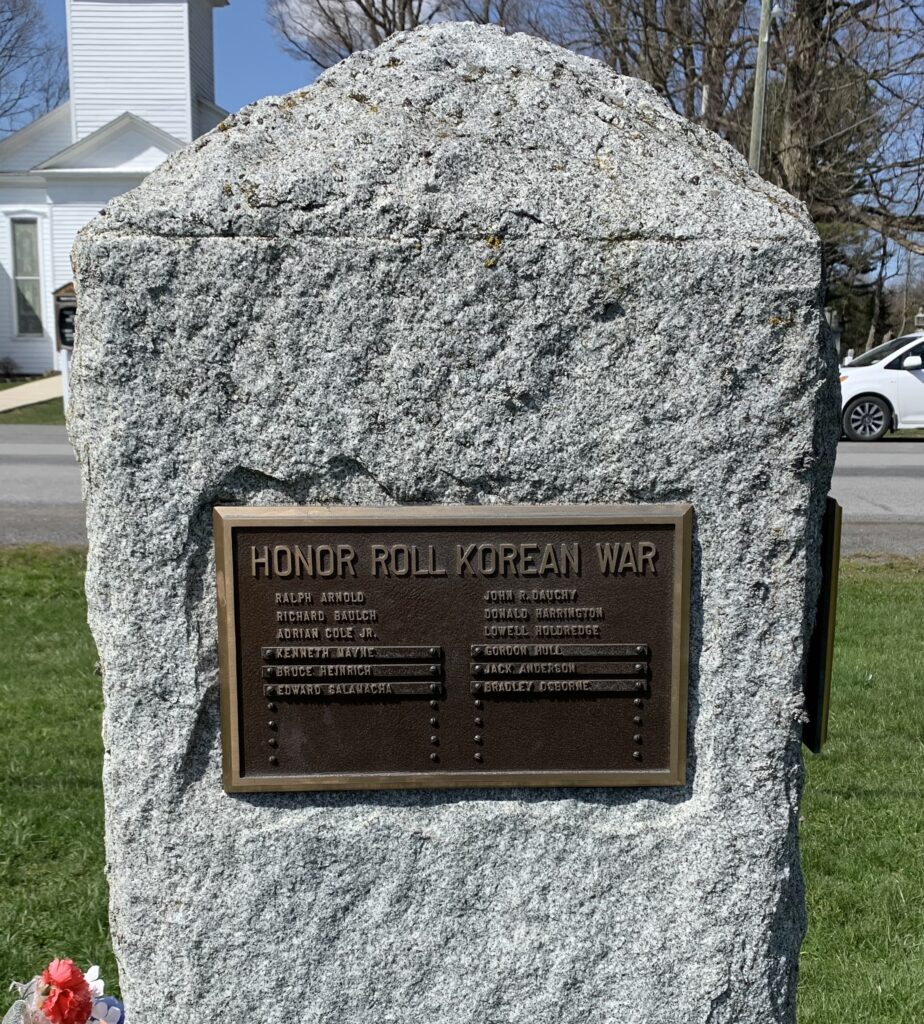 HONOR ROLL KOREAN WAR
RALPH ARNOLD
RICHARD BAULCH
ADRIAN COLE JR.
KENNETH MAYNE
BRUCE HEINRICH
EDWARD SALAMACHA
JOHN R. DAUCHY
DONALD HARRINGTON
LOWELL HOLDREDGE
GORDON HULL
JACK ANDERSON
BRADLEY OSBORNE